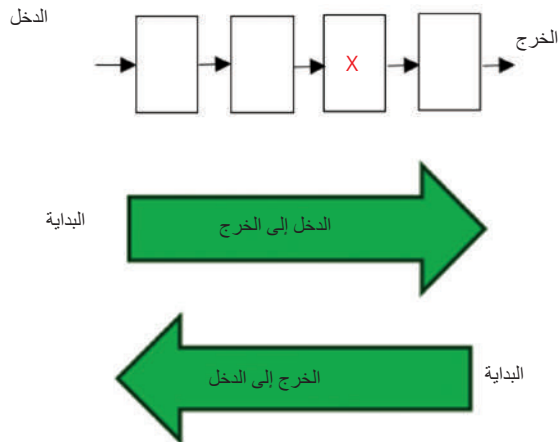 الدخل
الخرج
X
البداية
الدخل إلى الخرج
البداية
الخرج إلى الدخل